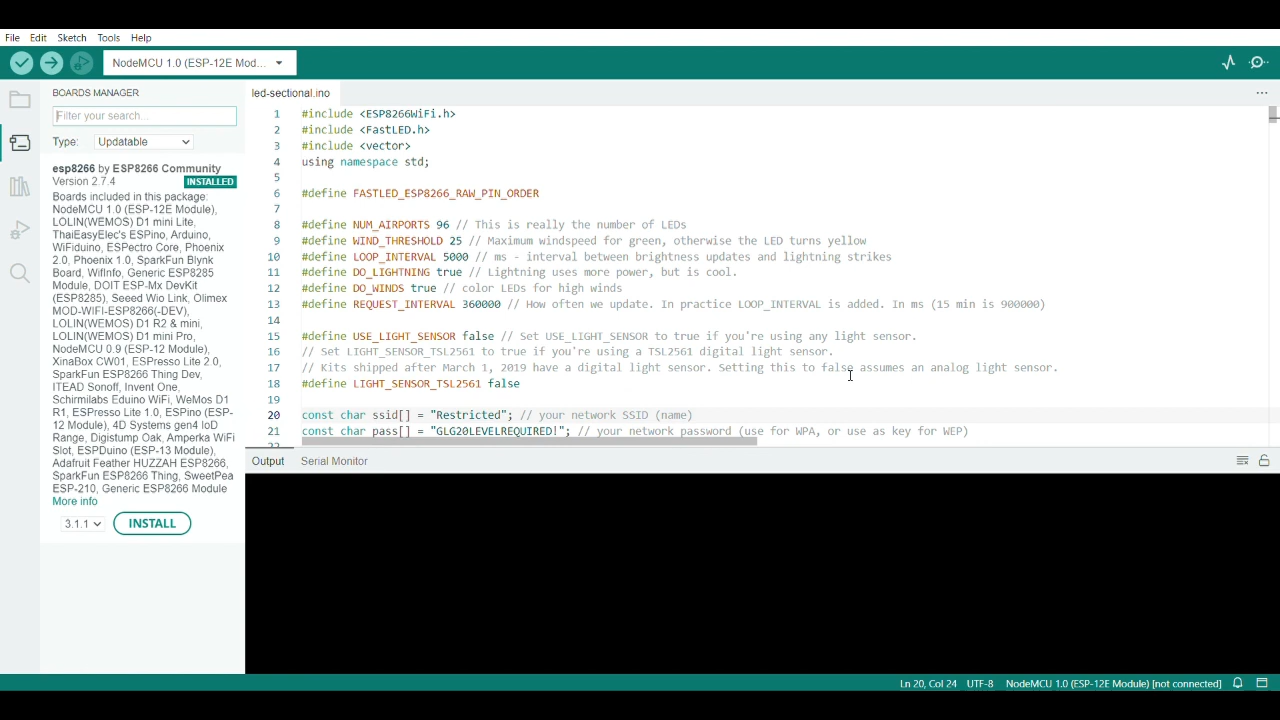 File Edit Sketch Tools Help
NodeMCU 1.0 (ESP-12E Mod...
BOARDS MANAGER
Filter your search...
Type: Updatable
esp8266 by ESP8266 Community
Version 2.7.4 INSTALLED
Boards included in this package:
NodeMCU 1.0 (ESP-12E Module),
LOLIN(WEMOS) D1 mini Lite,
ThaiEasyElec's ESPino, Arduino,
WiFiduino, ESPectro Core, Phoenix
2.0, Phoenix 1.0, SparkFun Blynk
Board, WifInfo, Generic ESP8285
Module, DOIT ESP-Mx DevKit
(ESP8285), Seeed Wio Link, Olimex
MOD-WIFI-ESP8266(-DEV),
LOLIN(WEMOS) D1 R2 & mini,
LOLIN(WEMOS) D1 mini Pro,
NodeMCU 0.9 (ESP-12 Module),
XinaBox CW01, ESPresso Lite 2.0,
SparkFun ESP8266 Thing Dev,
ITEAD Sonoff, Invent One,
Schirmilabs Eduino WiFi, WeMos D1
R1, ESPresso Lite 1.0, ESPino (ESP-
12 Module), 4D Systems gen4 IoD
Range, Digistump Oak, Amperka WiFi
Slot, ESPDuino (ESP-13 Module),
Adafruit Feather HUZZAH ESP8266,
SparkFun ESP8266 Thing, SweetPea
ESP-210, Generic ESP8266 Module
More info
3.1.1 INSTALL
led-sectional.ino
1 #include <ESP8266WiFi.h>
2 #include <FastLED.h>
3 #include <vector>
4 using namespace std;
5
6 #define FASTLED_ESP8266_RAW_PIN_ORDER
7
8 #define NUM_AIRPORTS 96 // This is really the number of LEDs
9 #define WIND_THRESHOLD 25 // Maximum windspeed for green, otherwise the LED turns yellow
10 #define LOOP_INTERVAL 5000 // ms - interval between brightness updates and lightning strikes
11 #define DO_LIGHTNING true // Lightning uses more power, but is cool.
12 #define DO_WINDS true // color LEDs for high winds
13 #define REQUEST_INTERVAL 360000 // How often we update. In practice LOOP_INTERVAL is added. In ms (15 min is 900000)
14
15 #define USE_LIGHT_SENSOR false // Set USE_LIGHT_SENSOR to true if you're using any light sensor.
16 // Set LIGHT_SENSOR_TSL2561 to true if you're using a TSL2561 digital light sensor.
17 // Kits shipped after March 1, 2019 have a digital light sensor. Setting this to false assumes an analog light sensor.
18 #define LIGHT_SENSOR_TSL2561 false
19
20 const char ssid[] = "Restricted"; // your network SSID (name)
21 const char pass[] = "GLG20LEVELREQUIRED!"; // your network password (use for WPA, or use as key for WEP)
22
Output Serial Monitor
Ln 20, Col 24 UTF-8 NodeMCU 1.0 (ESP-12E Module) [not connected]